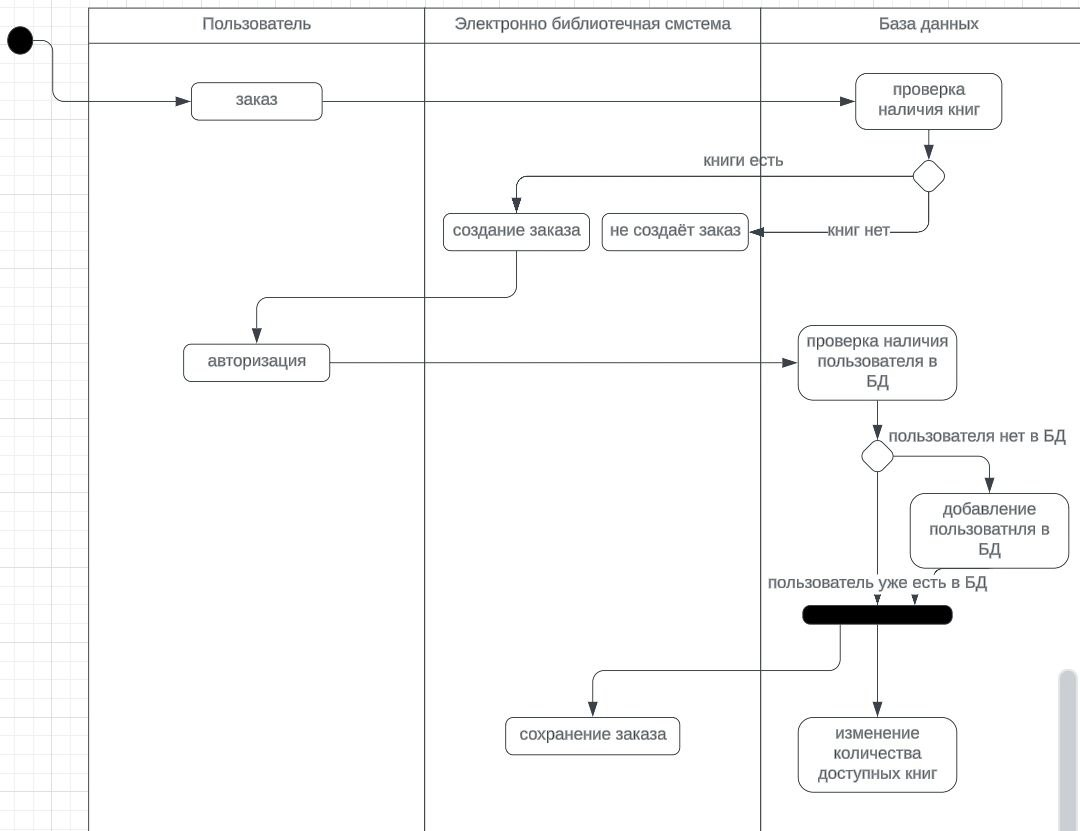 Пользователь
Электронно библиотечная смстема
База данных
заказ
проверка
наличия книг
книги есть
создание заказа
не создаёт заказ
книг нет
авторизация
проверка наличия
пользователя в
БД
пользователя нет в БД
добавление
пользоватнля в
БД
пользователь уже есть в БД
сохранение заказа
изменение
количества
доступных книг